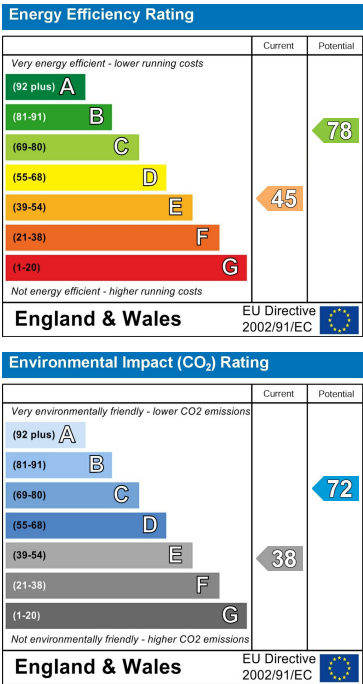 Energy Efficiency Rating
Current Potential
Very energy efficient - lower running costs
(92 plus) A
(81-91) B
(69-80) C
(55-68) D
(39-54) E
(21-38) F
(1-20) G
45
78
Not energy efficient - higher running costs
England & Wales
EU Directive
2002/91/EC
Environmental Impact (CO₂) Rating
Current Potential
Very environmentally friendly - lower CO2 emissions
(92 plus) A
(81-91) B
(69-80) C
(55-68) D
(39-54) E
(21-38) F
(1-20) G
38
72
Not environmentally friendly - higher CO2 emissions
England & Wales
EU Directive
2002/91/EC